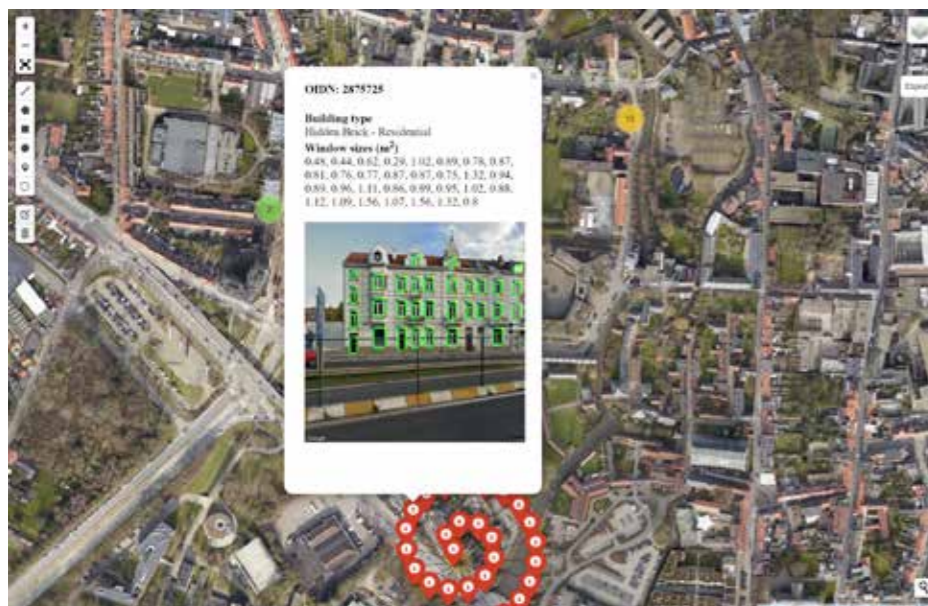 OIDN: 2875725
Building type
Hidden Brick - Residential
Window sizes (m²)
0.48, 0.44, 0.62, 0.29, 1.02, 0.89, 0.78, 0.87,
0.81, 0.76, 0.77, 0.87, 0.87, 0.75, 1.32, 0.94,
0.89, 0.96, 1.11, 0.86, 0.89, 0.95, 1.02, 0.88,
1.12, 1.09, 1.56, 1.07, 1.56, 1.32, 0.8